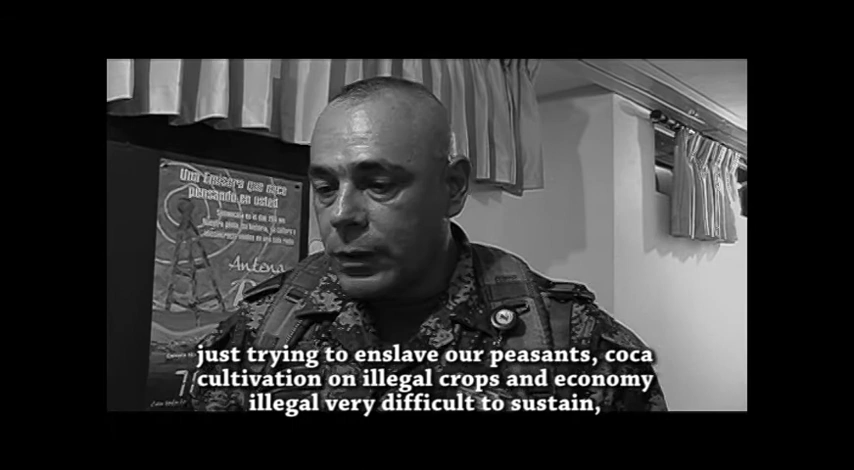 Una Emisora que nace
pensando en usted
Antena
just trying to enslave our peasants, coca
cultivation on illegal crops and economy
illegal very difficult to sustain,